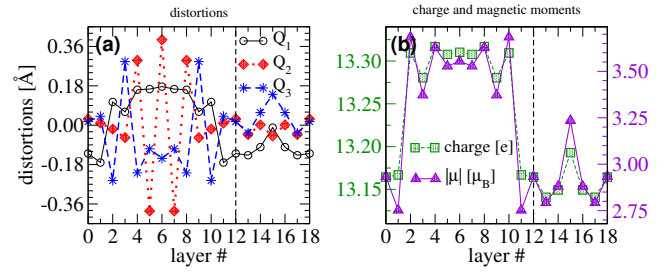 distortions
charge and magnetic moments
(a)
Q1
Q2
Q3
0.36
0.18
0.00
-0.18
-0.36
distortions [Å]
0 2 4 6 8 10 12 14 16 18
layer #
(b)
13.30
13.25
13.20
13.15
charge [e]
|μ| [μB]
3.50
3.25
3.00
2.75
0 2 4 6 8 10 12 14 16 18
layer #